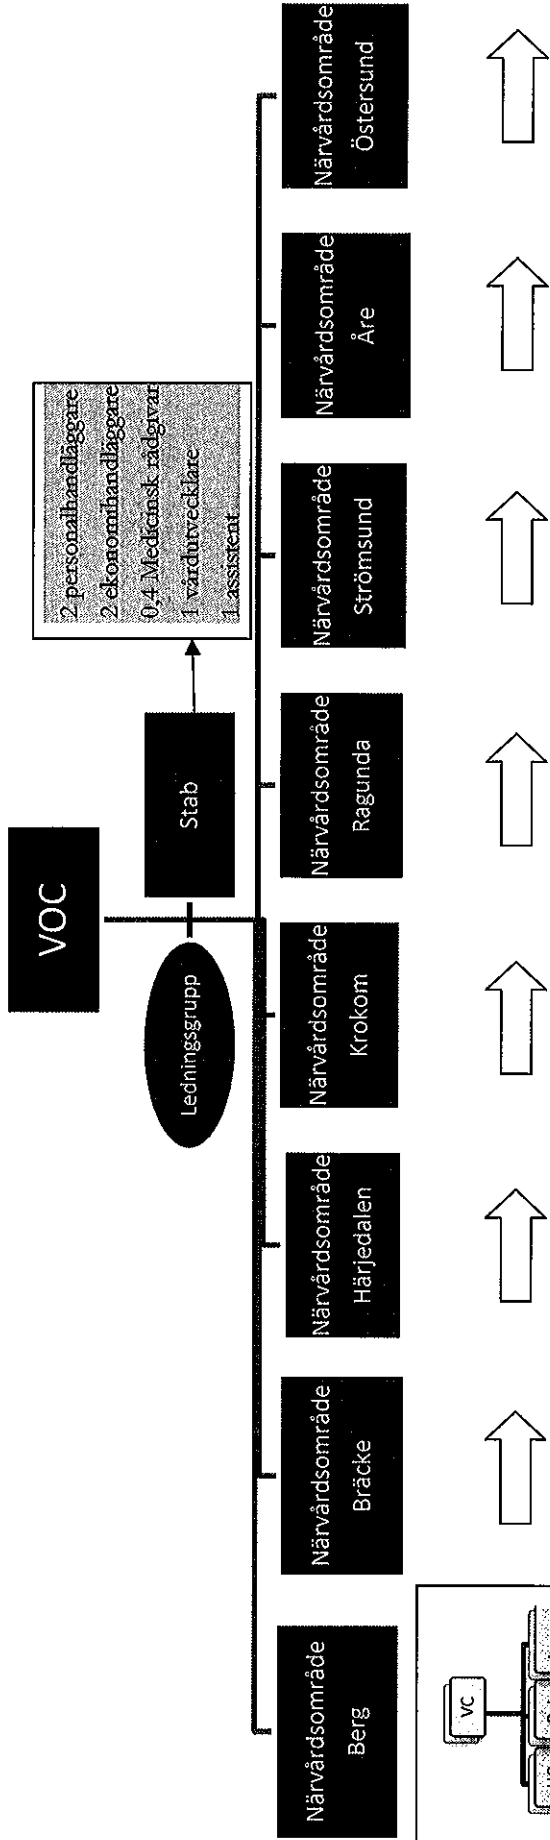 VOC
Ledningsgrupp
Stab
2 personalhandläggare
2 ekonomihandläggare
0,4 Medicinsk rådgivar
1 vårdutvecklare
1 assistent
Närvårdsområde
Berg
Närvårdsområde
Bräcke
Närvårdsområde
Härjedalen
Närvårdsområde
Krokom
Närvårdsområde
Ragunda
Närvårdsområde
Strömsund
Närvårdsområde
Åre
Närvårdsområde
Östersund
VC